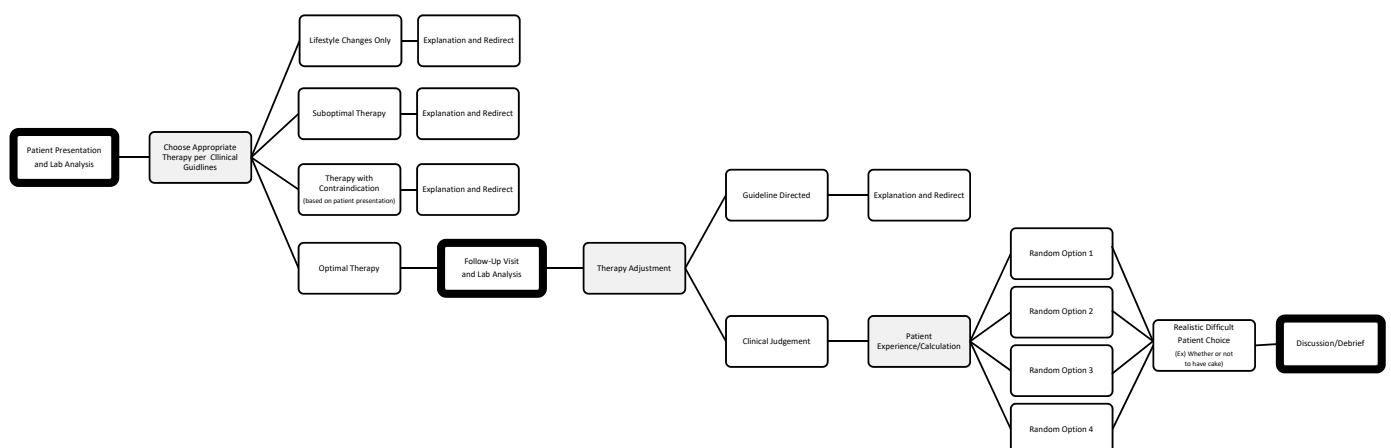 Patient Presentation
and Lab Analysis
Choose Appropriate
Therapy per  Cllinical
Guidlines
Lifestyle Changes Only
Explanation and Redirect
Suboptimal Therapy
Explanation and Redirect
Therapy with
Contraindication
(based on patient presentation)
Explanation and Redirect
Optimal Therapy
Follow-Up Visit
and Lab Analysis
Therapy Adjustment
Guideline Directed
Explanation and Redirect
Clinical Judgement
Patient
Experience/Calculation
Random Option 1
Random Option 2
Random Option 3
Random Option 4
Realistic Difficult
Patient Choice
(Ex) Whether or not
to have cake)
Discussion/Debrief